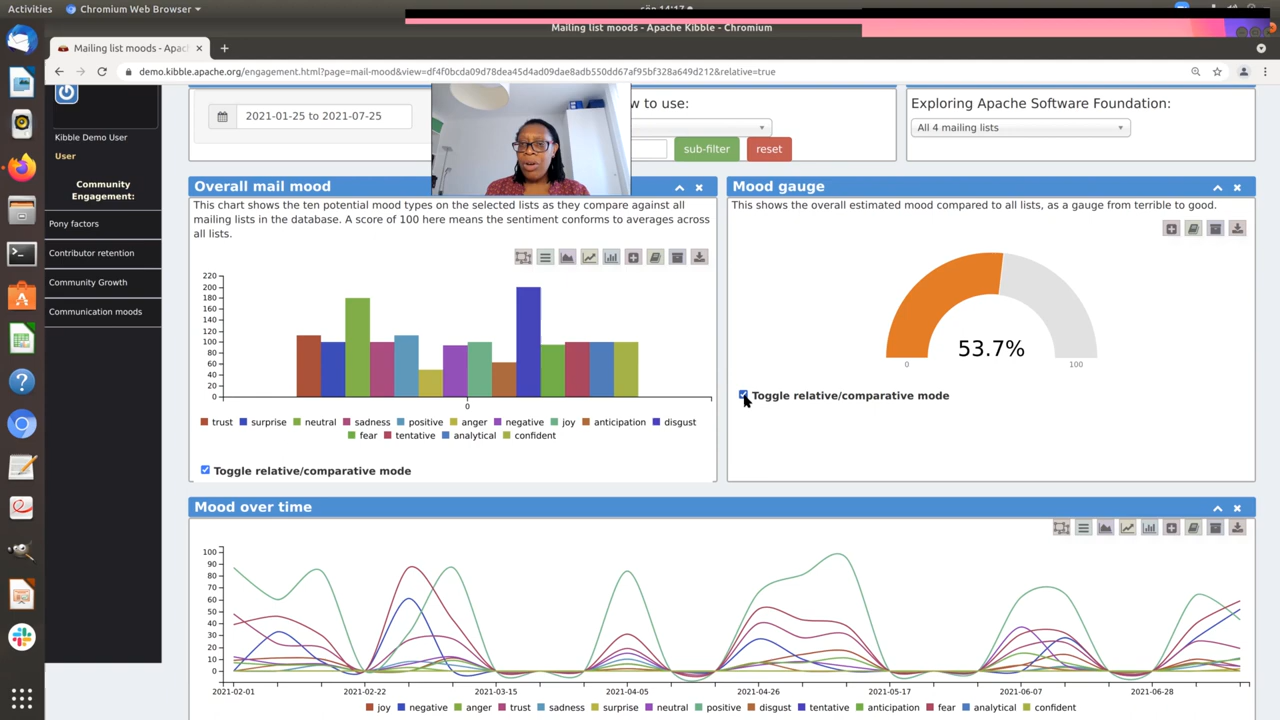 Activities
Chromium Web Browser
sön 14:17
Mailing list moods - Apache Kibble - Chromium
Mailing list moods - Apac
demo.kibble.apache.org/engagement.html?page=mail-mood&view=df4f0bcda09d78dea45d4ad09dae8adb550dd67af95bf328a649d212&relative=true
Kibble Demo User
User
Community
Engagement:
Pony factors
Contributor retention
Community Growth
Communication moods
2021-01-25 to 2021-07-25
w to use:
sub-filter
reset
Exploring Apache Software Foundation:
All 4 mailing lists
Overall mail mood
This chart shows the ten potential mood types on the selected lists as they compare against all
mailing lists in the database. A score of 100 here means the sentiment conforms to averages across
all lists.
220
200
180
160
140
120
100
80
60
40
20
0
0
trust surprise neutral sadness positive anger negative joy anticipation disgust
fear tentative analytical confident
Toggle relative/comparative mode
Mood gauge
This shows the overall estimated mood compared to all lists, as a gauge from terrible to good.
53.7%
0 100
Toggle relative/comparative mode
Mood over time
100
90
80
70
60
50
40
30
20
10
0
2021-02-01 2021-02-22 2021-03-15 2021-04-05 2021-04-26 2021-05-17 2021-06-07 2021-06-28
joy negative anger trust sadness surprise neutral positive disgust tentative anticipation fear analytical confident